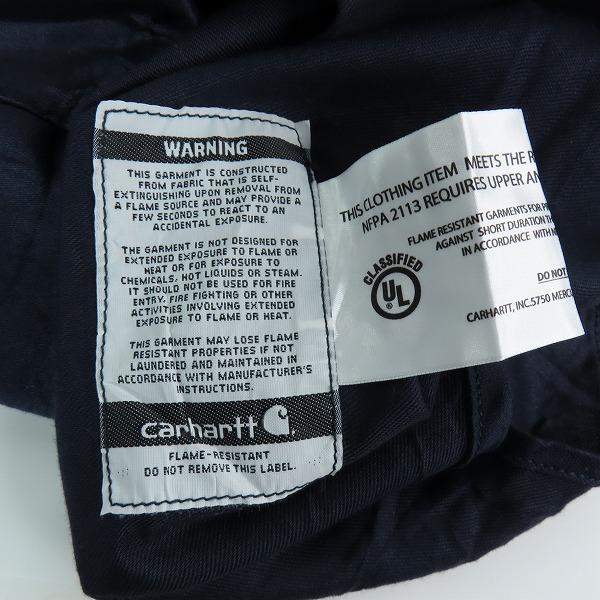 WARNING
THIS GARMENT IS CONSTRUCTED
FROM FABRIC THAT IS SELF-
EXTINGUISHING UPON REMOVAL FROM
A FLAME SOURCE AND MAY PROVIDE A
FEW SECONDS TO REACT TO AN
ACCIDENTAL EXPOSURE.
THE GARMENT IS NOT DESIGNED FOR
EXTENDED EXPOSURE TO FLAME OR
HEAT OR FOR EXPOSURE TO
CHEMICALS, HOT LIQUIDS OR STEAM.
IT SHOULD NOT BE USED FOR FIRE
ENTRY, FIRE FIGHTING OR OTHER
ACTIVITIES INVOLVING EXTENDED
EXPOSURE TO FLAME OR HEAT.
THIS GARMENT MAY LOSE FLAME
RESISTANT PROPERTIES IF NOT
LAUNDERED AND MAINTAINED IN
ACCORDANCE WITH MANUFACTURER'S
INSTRUCTIONS.
carhartt
FLAME-RESISTANT
DO NOT REMOVE THIS LABEL.
THIS CLOTHING ITEM MEETS THE
NFPA 2113 REQUIRES UPPER
FLAME RESISTANT GARMENTS FOR
AGAINST SHORT DURATION
IN ACCORDANCE WITH
CLASSIFIED
UL
DO NOT
CARHARTT, INC. 5750